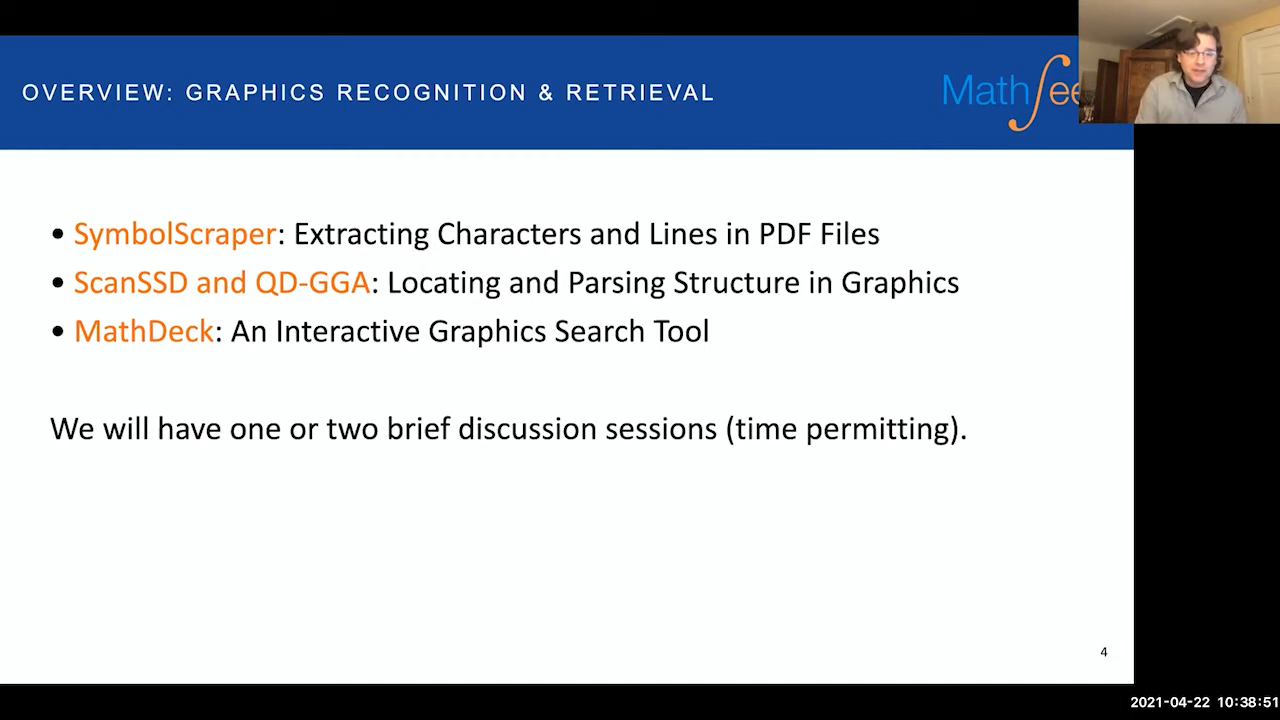 OVERVIEW: GRAPHICS RECOGNITION & RETRIEVAL
Math
• SymbolScraper: Extracting Characters and Lines in PDF Files
• ScanSSD and QD-GGA: Locating and Parsing Structure in Graphics
• MathDeck: An Interactive Graphics Search Tool
We will have one or two brief discussion sessions (time permitting).
4
2021-04-22 10:38:51